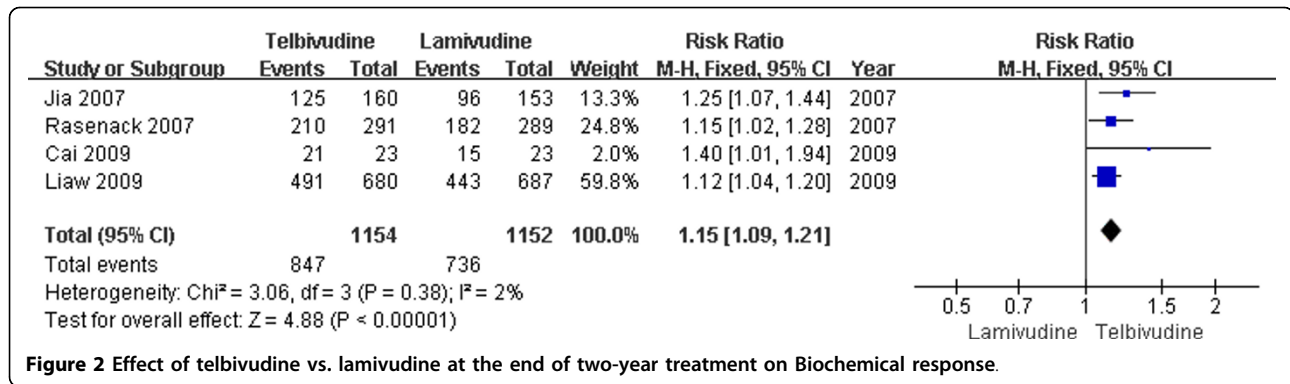 Telbivudine Lamivudine Risk Ratio Risk Ratio
Study or Subgroup Events Total Events Total Weight M-H, Fixed, 95% CI Year M-H, Fixed, 95% CI
Jia 2007 125 160 96 153 13.3% 1.25 [1.07, 1.44] 2007
Rasenack 2007 210 291 182 289 24.8% 1.15 [1.02, 1.28] 2007
Cai 2009 21 23 15 23 2.0% 1.40 [1.01, 1.94] 2009
Liaw 2009 491 680 443 687 59.8% 1.12 [1.04, 1.20] 2009
Total (95% CI) 1154 1152 100.0% 1.15 [1.09, 1.21]
Total events 847 736
Heterogeneity: Chi² = 3.06, df = 3 (P = 0.38); I² = 2%
Test for overall effect: Z = 4.88 (P < 0.00001)
0.5 0.7 1 1.5 2
Lamivudine Telbivudine
Figure 2 Effect of telbivudine vs. lamivudine at the end of two-year treatment on Biochemical response.